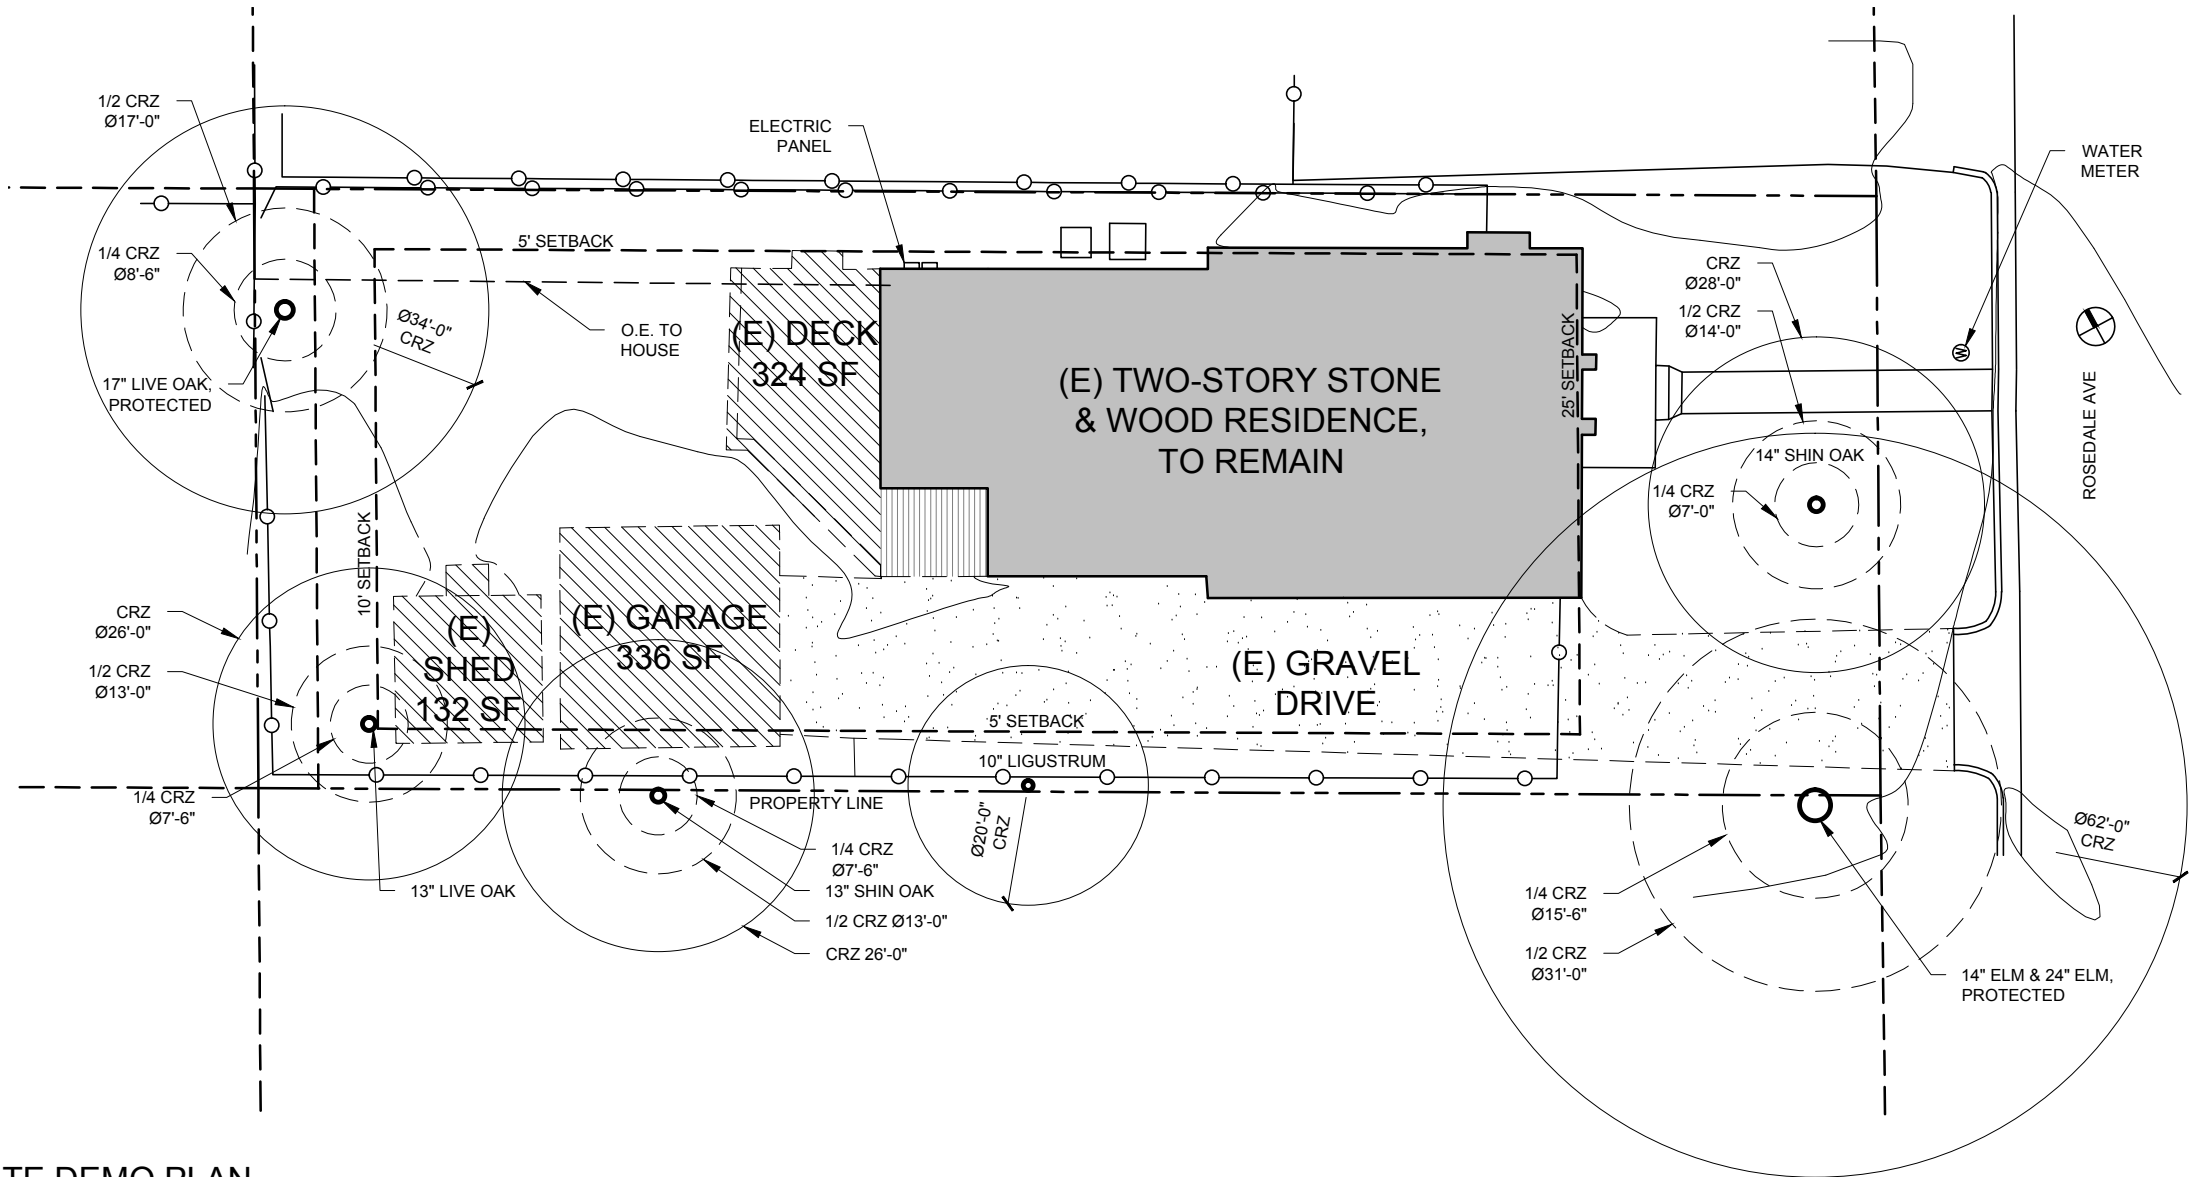 1/2 CRZ
Ø17'-0"
ELECTRIC
PANEL
WATER
METER
1/4 CRZ
Ø8'-6"
5' SETBACK
CRZ
Ø28'-0"
1/2 CRZ
Ø14'-0"
Ø34'-0"
CRZ
O.E. TO
HOUSE
(E) DECK
324 SF
17" LIVE OAK,
PROTECTED
(E) TWO-STORY STONE
& WOOD RESIDENCE,
TO REMAIN
25' SETBACK
W
ROSEDALE AVE
14" SHIN OAK
1/4 CRZ
Ø7'-0"
10' SETBACK
CRZ
Ø26'-0"
1/2 CRZ
Ø13'-0"
(E)
SHED
132 SF
(E) GARAGE
336 SF
(E) GRAVEL
DRIVE
5' SETBACK
10" LIGUSTRUM
1/4 CRZ
Ø7'-6"
PROPERTY LINE
Ø20'-0"
CRZ
13" LIVE OAK
1/4 CRZ
Ø7'-6"
13" SHIN OAK
1/2 CRZ Ø13'-0"
CRZ 26'-0"
1/4 CRZ
Ø15'-6"
1/2 CRZ
Ø31'-0"
Ø62'-0"
CRZ
14" ELM & 24" ELM,
PROTECTED
TE DEMO PLAN